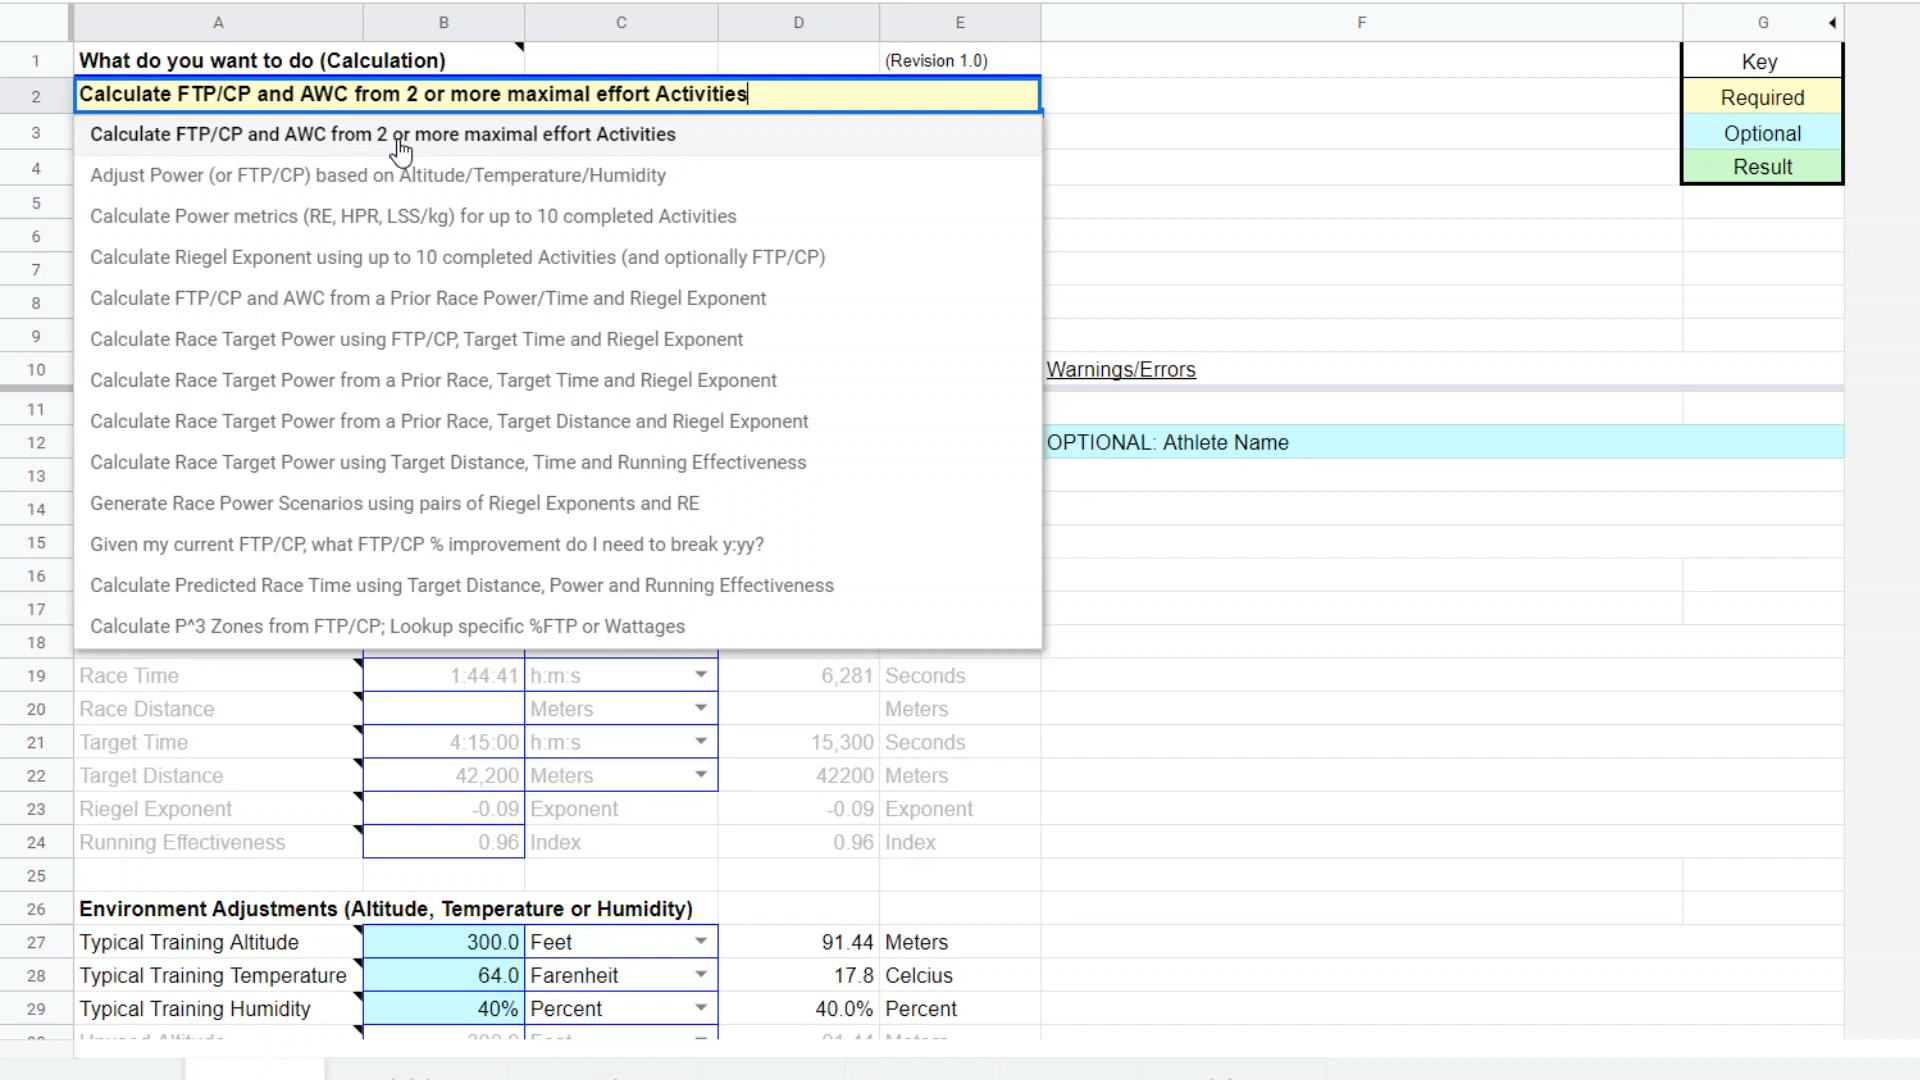 A B C D E F G
1 What do you want to do (Calculation) (Revision 1.0) Key
2 Calculate FTP/CP and AWC from 2 or more maximal effort Activities Required
3 Calculate FTP/CP and AWC from 2 or more maximal effort Activities Optional
4 Adjust Power (or FTP/CP) based on Altitude/Temperature/Humidity Result
5 Calculate Power metrics (RE, HPR, LSS/kg) for up to 10 completed Activities
6
7 Calculate Riegel Exponent using up to 10 completed Activities (and optionally FTP/CP)
8 Calculate FTP/CP and AWC from a Prior Race Power/Time and Riegel Exponent
9 Calculate Race Target Power using FTP/CP, Target Time and Riegel Exponent
10 Calculate Race Target Power from a Prior Race, Target Time and Riegel Exponent Warnings/Errors
11 Calculate Race Target Power from a Prior Race, Target Distance and Riegel Exponent
12 OPTIONAL: Athlete Name
13 Calculate Race Target Power using Target Distance, Time and Running Effectiveness
14 Generate Race Power Scenarios using pairs of Riegel Exponents and RE
15 Given my current FTP/CP, what FTP/CP % improvement do I need to break y:yy?
16 Calculate Predicted Race Time using Target Distance, Power and Running Effectiveness
17
18 Calculate P^3 Zones from FTP/CP; Lookup specific %FTP or Wattages
19 Race Time 1:44:41 h:m:s 6,281 Seconds
20 Race Distance Meters Meters
21 Target Time 4:15:00 h:m:s 15,300 Seconds
22 Target Distance 42,200 Meters 42200 Meters
23 Riegel Exponent -0.09 Exponent -0.09 Exponent
24 Running Effectiveness 0.96 Index 0.96 Index
25
26 Environment Adjustments (Altitude, Temperature or Humidity)
27 Typical Training Altitude 300.0 Feet 91.44 Meters
28 Typical Training Temperature 64.0 Farenheit 17.8 Celcius
29 Typical Training Humidity 40% Percent 40.0% Percent